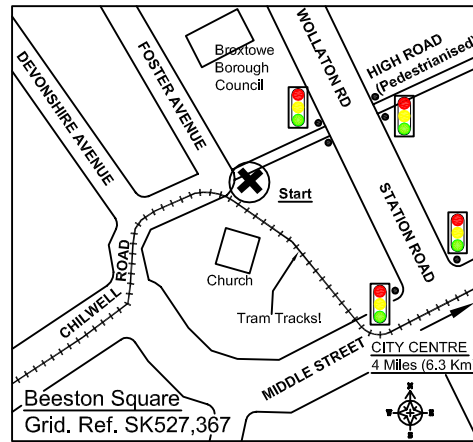 DEVONSHIRE AVENUE
FOSTER AVENUE
Broxtowe
Borough
Council
WOLLATON RD
HIGH ROAD
(Pedestrianised)
Start
STATION ROAD
Church
CHILWELL
ROAD
Tram Tracks!
MIDDLE STREET
CITY CENTRE
4 Miles (6.3 Km
Beeston Square
Grid. Ref. SK527,367
N
W
E
S